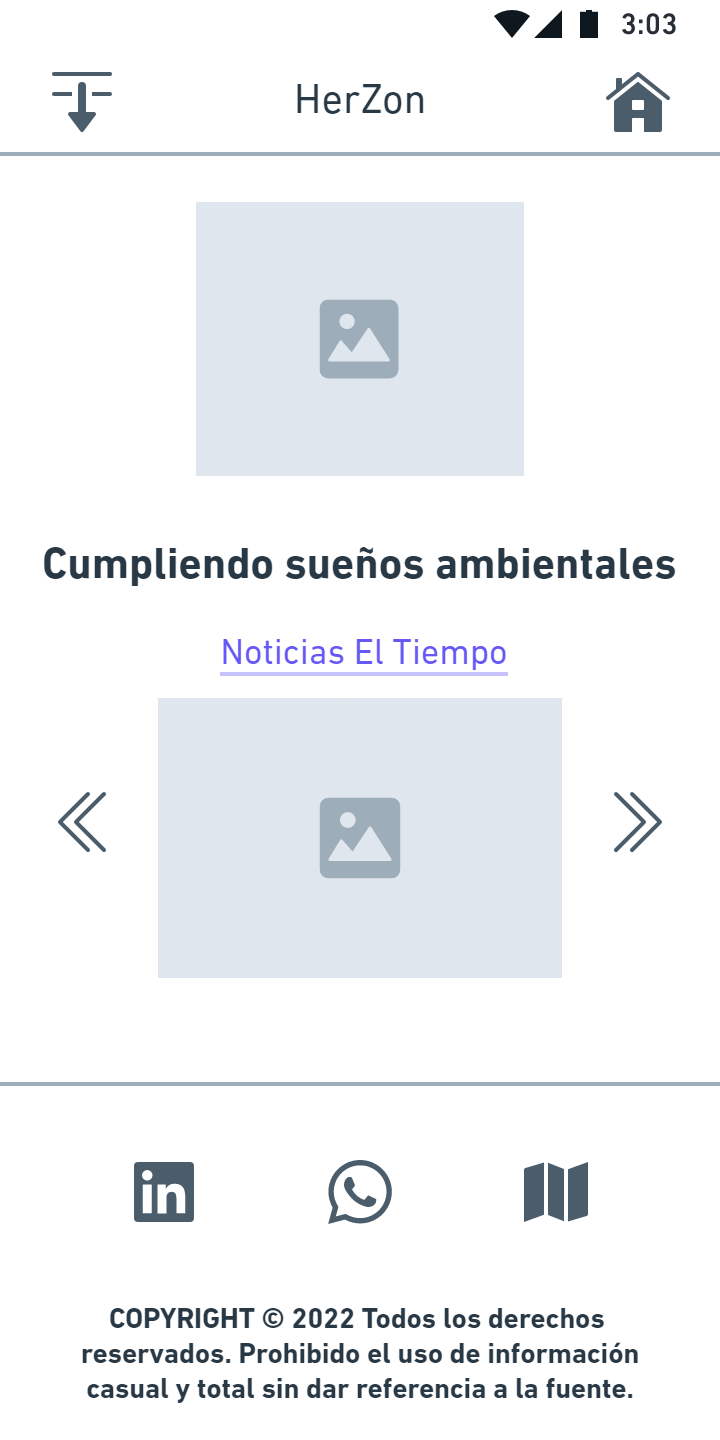 3:03
HerZon
Cumpliendo sueños ambientales
Noticias El Tiempo
in
COPYRIGHT © 2022 Todos los derechos
reservados. Prohibido el uso de información
casual y total sin dar referencia a la fuente.